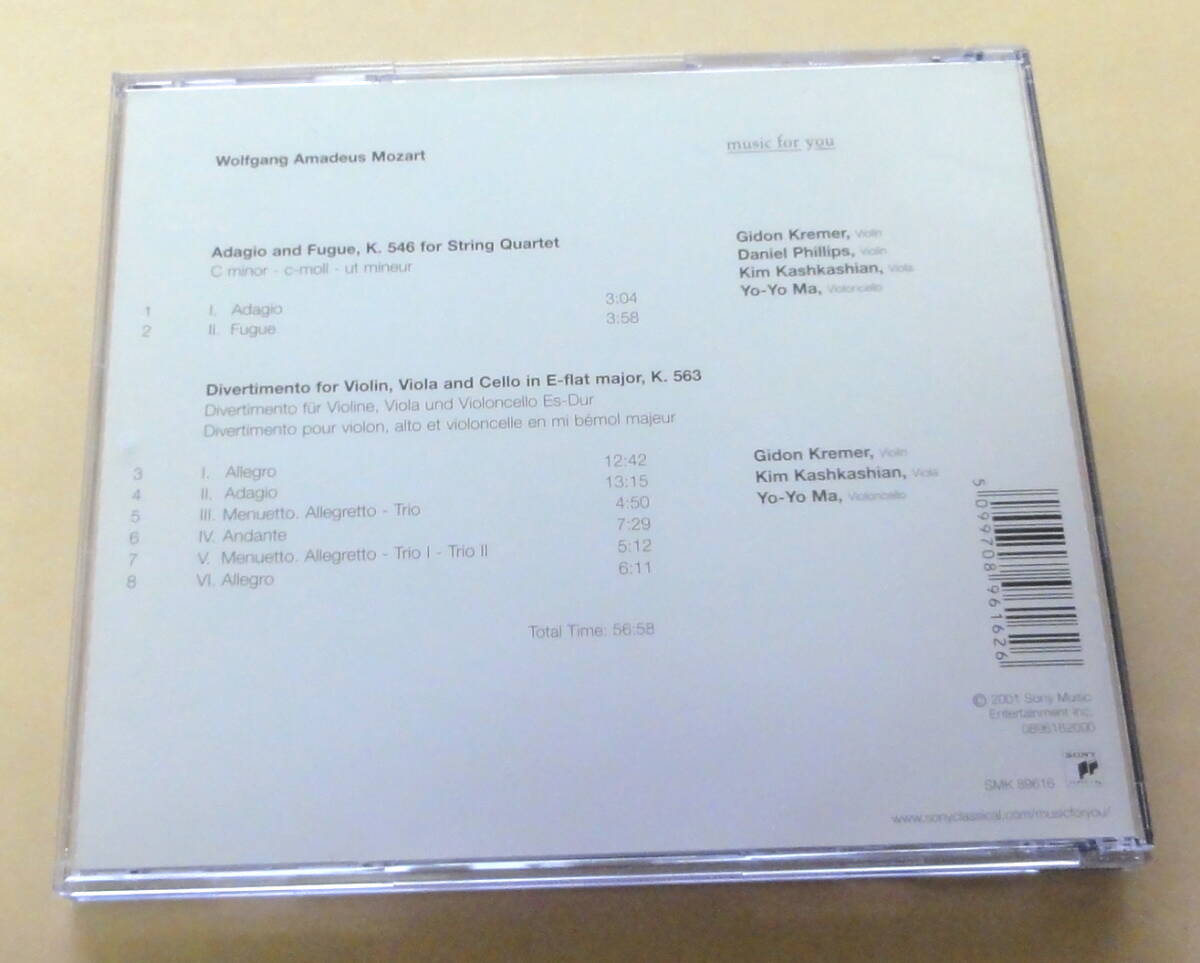 Wolfgang Amadeus Mozart
music for you
Adagio and Fugue, K. 546 for String Quartet
C minor - c-moll - ut mineur
1 I. Adagio 3:04
2 II. Fugue 3:58
Gidon Kremer, Violin
Daniel Phillips, Violin
Kim Kashkashian, Viola
Yo-Yo Ma, Violoncello
Divertimento for Violin, Viola and Cello in E-flat major, K. 563
Divertimento für Violine, Viola und Violoncello Es-Dur
Divertimento pour violon, alto et violoncelle en mi bémol majeur
3 I. Allegro 12:42
4 II. Adagio 13:15
5 III. Menuetto. Allegretto - Trio 4:50
6 IV. Andante 7:29
7 V. Menuetto. Allegretto - Trio I - Trio II 5:12
8 VI. Allegro 6:11
Gidon Kremer, Violin
Kim Kashkashian, Viola
Yo-Yo Ma, Violoncello
Total Time: 56:58
5 099708 961626
© 2001 Sony Music
Entertainment Inc.
0896162000
SONY
SMK 89616
www.sonyclassical.com/musicforyou/